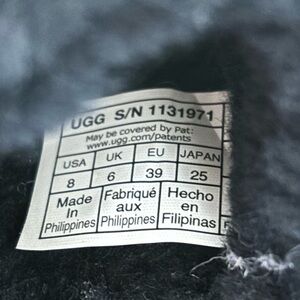 UGG S/N 1131971
May be covered by Pat:
www.ugg.com/patents
USA UK EU JAPAN
8 6 39 25
Made Fabriqué Hecho
In aux en
Philippines Philippines Filipinas